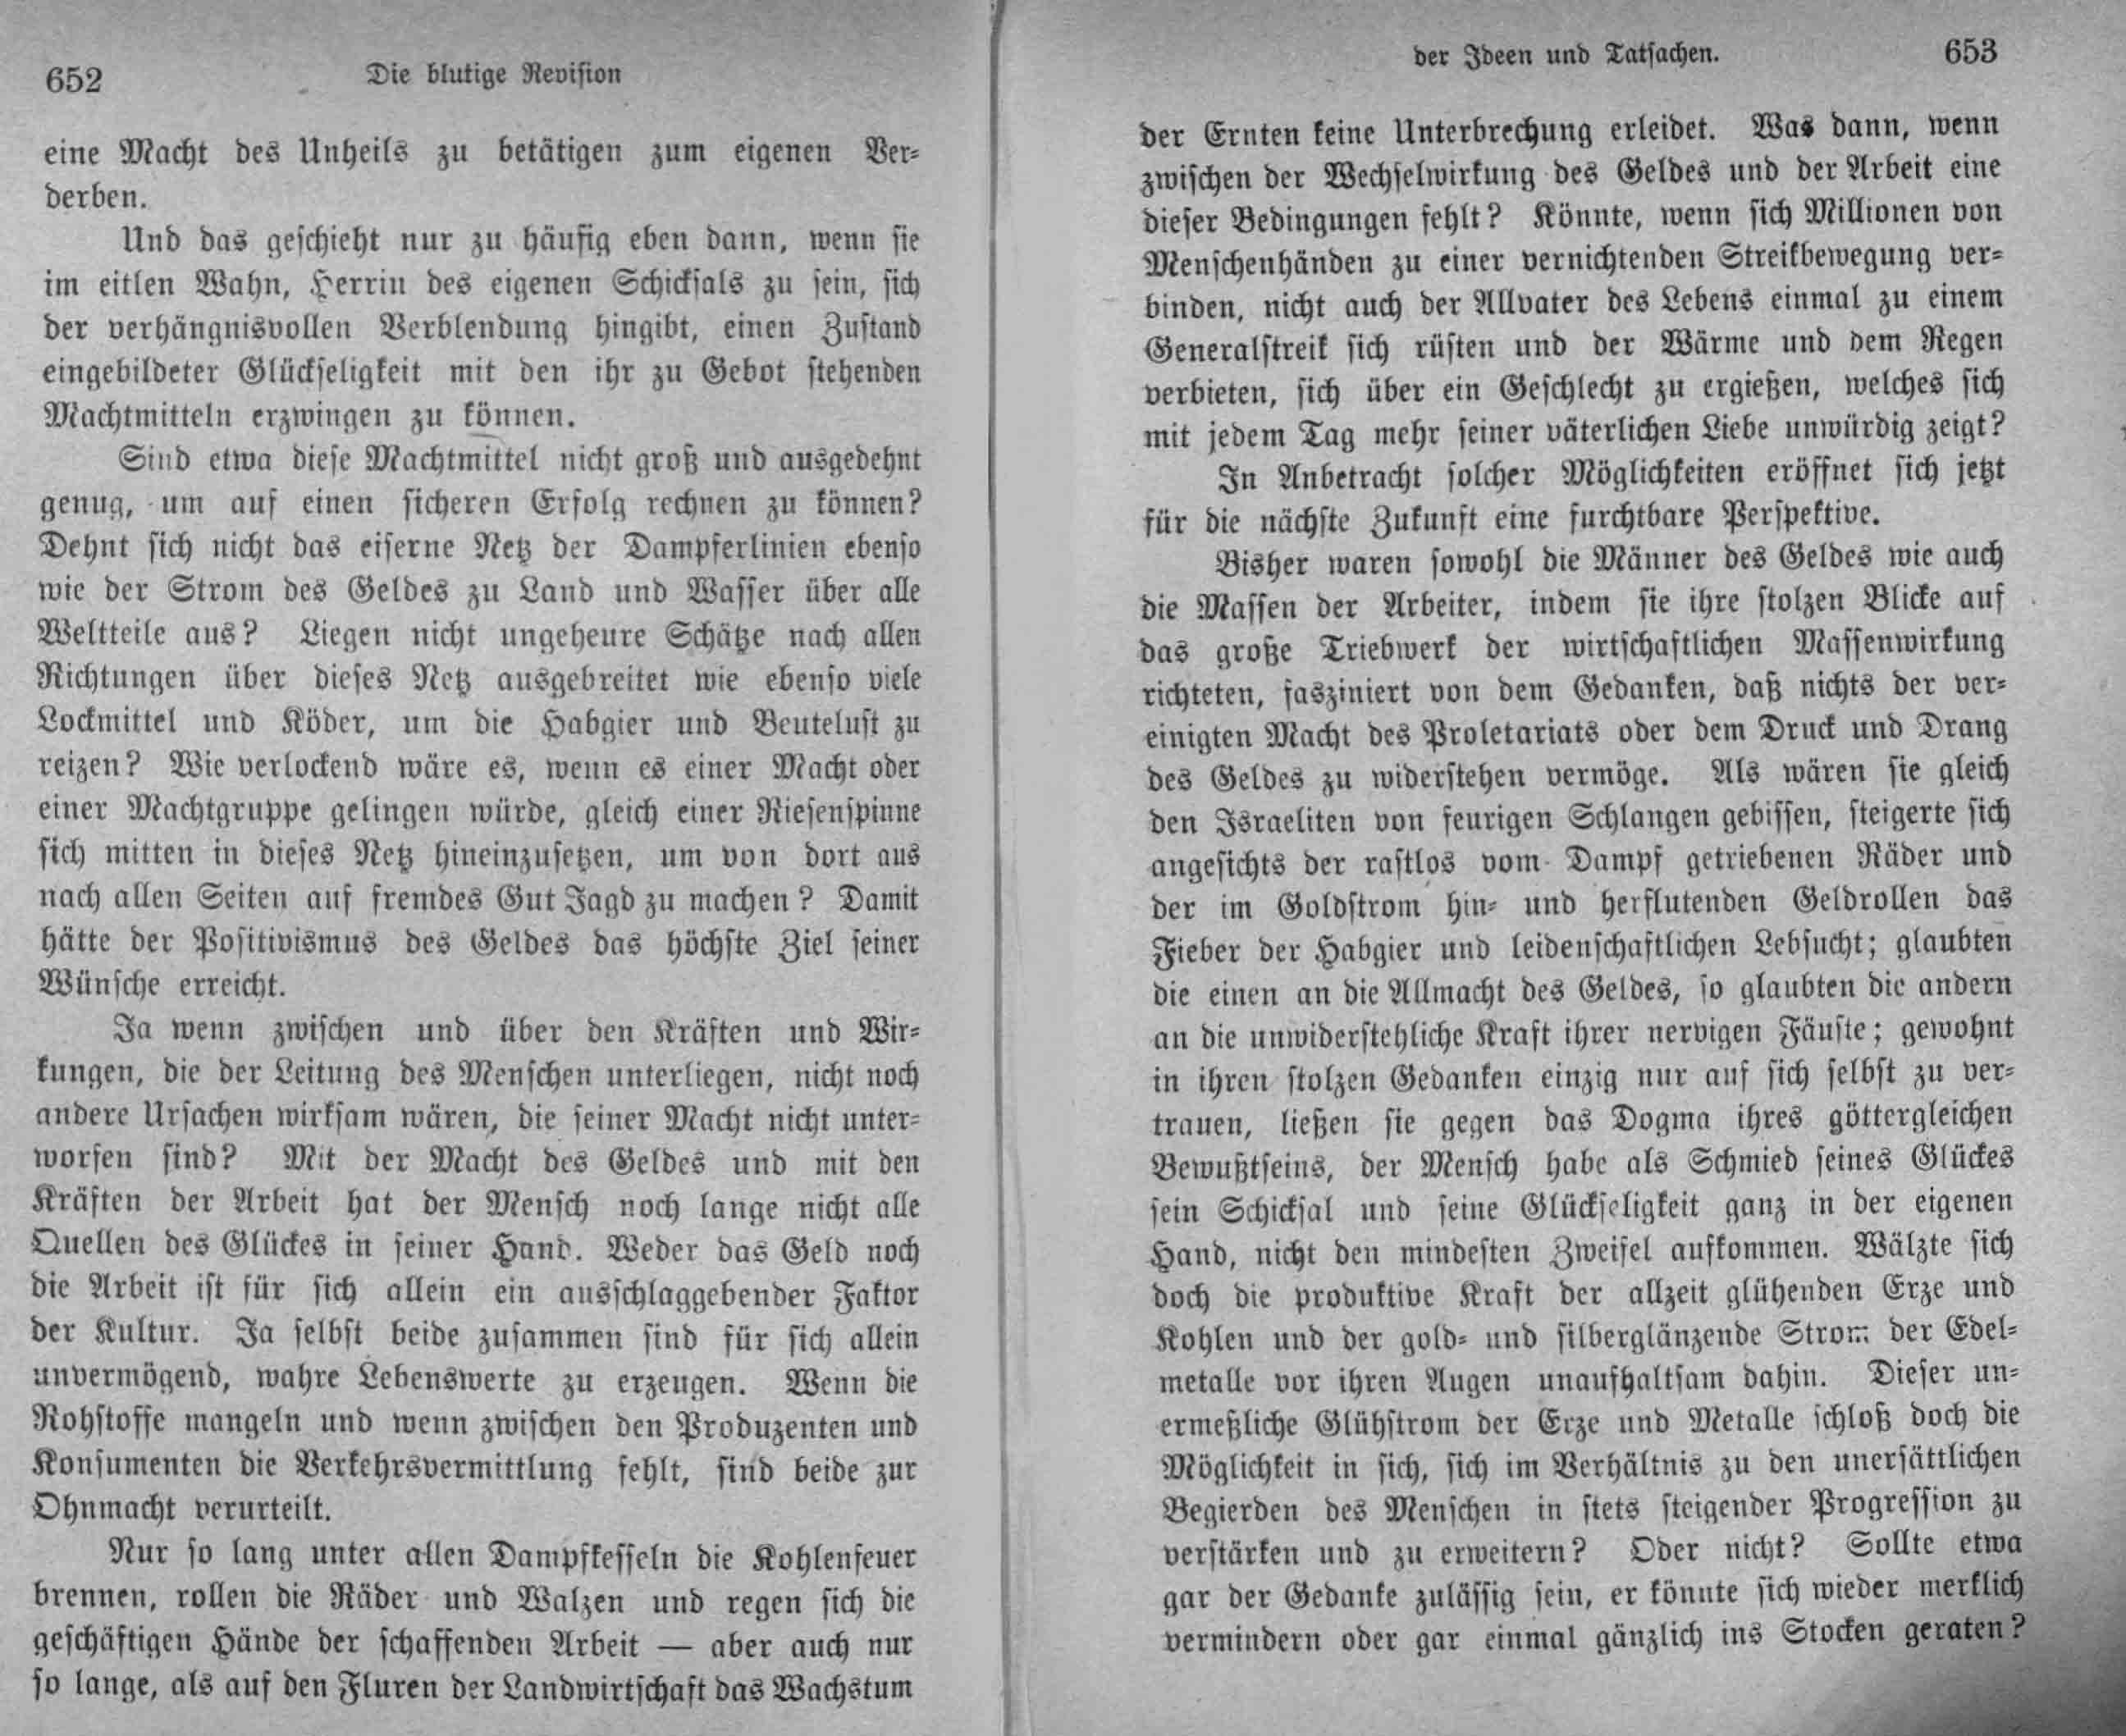 652
Die blutige Revision
eine Macht des Unheils zu betätigen zum eigenen Ver-
derben.
Und das geschieht nur zu häufig eben dann, wenn sie
im eitlen Wahn, Herrin des eigenen Schicksals zu sein, sich
der verhängnisvollen Verblendung hingibt, einen Zustand
eingebildeter Glückseligkeit mit den ihr zu Gebot stehenden
Machtmitteln erzwingen zu können.
Sind etwa diese Machtmittel nicht groß und ausgedehnt
genug, um auf einen sicheren Erfolg rechnen zu können?
Dehnt sich nicht das eiserne Netz der Dampferlinien ebenso
wie der Strom des Geldes zu Land und Wasser über alle
Weltteile aus? Liegen nicht ungeheure Schätze nach allen
Richtungen über dieses Netz ausgebreitet wie ebenso viele
Lockmittel und Köder, um die Habgier und Beutelust zu
reizen? Wie verlockend wäre es, wenn es einer Macht oder
einer Machtgruppe gelingen würde, gleich einer Riesenspinne
sich mitten in dieses Netz hineinzusetzen, um von dort aus
nach allen Seiten auf fremdes Gut Jagd zu machen? Damit
hätte der Positivismus des Geldes das höchste Ziel seiner
Wünsche erreicht.
Ja wenn zwischen und über den Kräften und Wir-
kungen, die der Leitung des Menschen unterliegen, nicht noch
andere Ursachen wirksam wären, die seiner Macht nicht unter-
worfen sind? Mit der Macht des Geldes und mit den
Kräften der Arbeit hat der Mensch noch lange nicht alle
Quellen des Glückes in seiner Hand. Weder das Geld noch
die Arbeit ist für sich allein ein ausschlaggebender Faktor
der Kultur. Ja selbst beide zusammen sind für sich allein
unvermögend, wahre Lebenswerte zu erzeugen. Wenn die
Rohstoffe mangeln und wenn zwischen den Produzenten und
Konsumenten die Verkehrsvermittlung fehlt, sind beide zur
Ohnmacht verurteilt.
Nur so lang unter allen Dampfkesseln die Kohlenfeuer
brennen, rollen die Räder und Walzen und regen sich die
geschäftigen Hände der schaffenden Arbeit — aber auch nur
so lange, als auf den Fluren der Landwirtschaft das Wachstum
der Ideen und Tatsachen.
653
der Ernten keine Unterbrechung erleidet. Was dann, wenn
zwischen der Wechselwirkung des Geldes und der Arbeit eine
dieser Bedingungen fehlt? Könnte, wenn sich Millionen von
Menschenhänden zu einer vernichtenden Streikbewegung ver-
binden, nicht auch der Allvater des Lebens einmal zu einem
Generalstreik sich rüsten und der Wärme und dem Regen
verbieten, sich über ein Geschlecht zu ergießen, welches sich
mit jedem Tag mehr seiner väterlichen Liebe unwürdig zeigt?
In Anbetracht solcher Möglichkeiten eröffnet sich jetzt
für die nächste Zukunft eine furchtbare Perspektive.
Bisher waren sowohl die Männer des Geldes wie auch
die Massen der Arbeiter, indem sie ihre stolzen Blicke auf
das große Triebwerk der wirtschaftlichen Massenwirkung
richteten, fasziniert von dem Gedanken, daß nichts der ver-
einigten Macht des Proletariats oder dem Druck und Drang
des Geldes zu widerstehen vermöge. Als wären sie gleich
den Israeliten von feurigen Schlangen gebissen, steigerte sich
angesichts der rastlos vom Dampf getriebenen Räder und
der im Goldstrom hin- und herflutenden Geldrollen das
Fieber der Habgier und leidenschaftlichen Lebsucht; glaubten
die einen an die Allmacht des Geldes, so glaubten die andern
an die unwiderstehliche Kraft ihrer nervigen Fäuste; gewohnt
in ihren stolzen Gedanken einzig nur auf sich selbst zu ver-
trauen, ließen sie gegen das Dogma ihres göttergleichen
Bewußtseins, der Mensch habe als Schmied seines Glückes
sein Schicksal und seine Glückseligkeit ganz in der eigenen
Hand, nicht den mindesten Zweifel aufkommen. Wälzte sich
doch die produktive Kraft der allzeit glühenden Erze und
Kohlen und der gold- und silberglänzende Strom der Edel-
metalle vor ihren Augen unaufhaltsam dahin. Dieser un-
ermeßliche Glühstrom der Erze und Metalle schloß doch die
Möglichkeit in sich, sich im Verhältnis zu den unersättlichen
Begierden des Menschen in stets steigender Progression zu
verstärken und zu erweitern? Oder nicht? Sollte etwa
gar der Gedanke zulässig sein, er könnte sich wieder merklich
vermindern oder gar einmal gänzlich ins Stocken geraten?